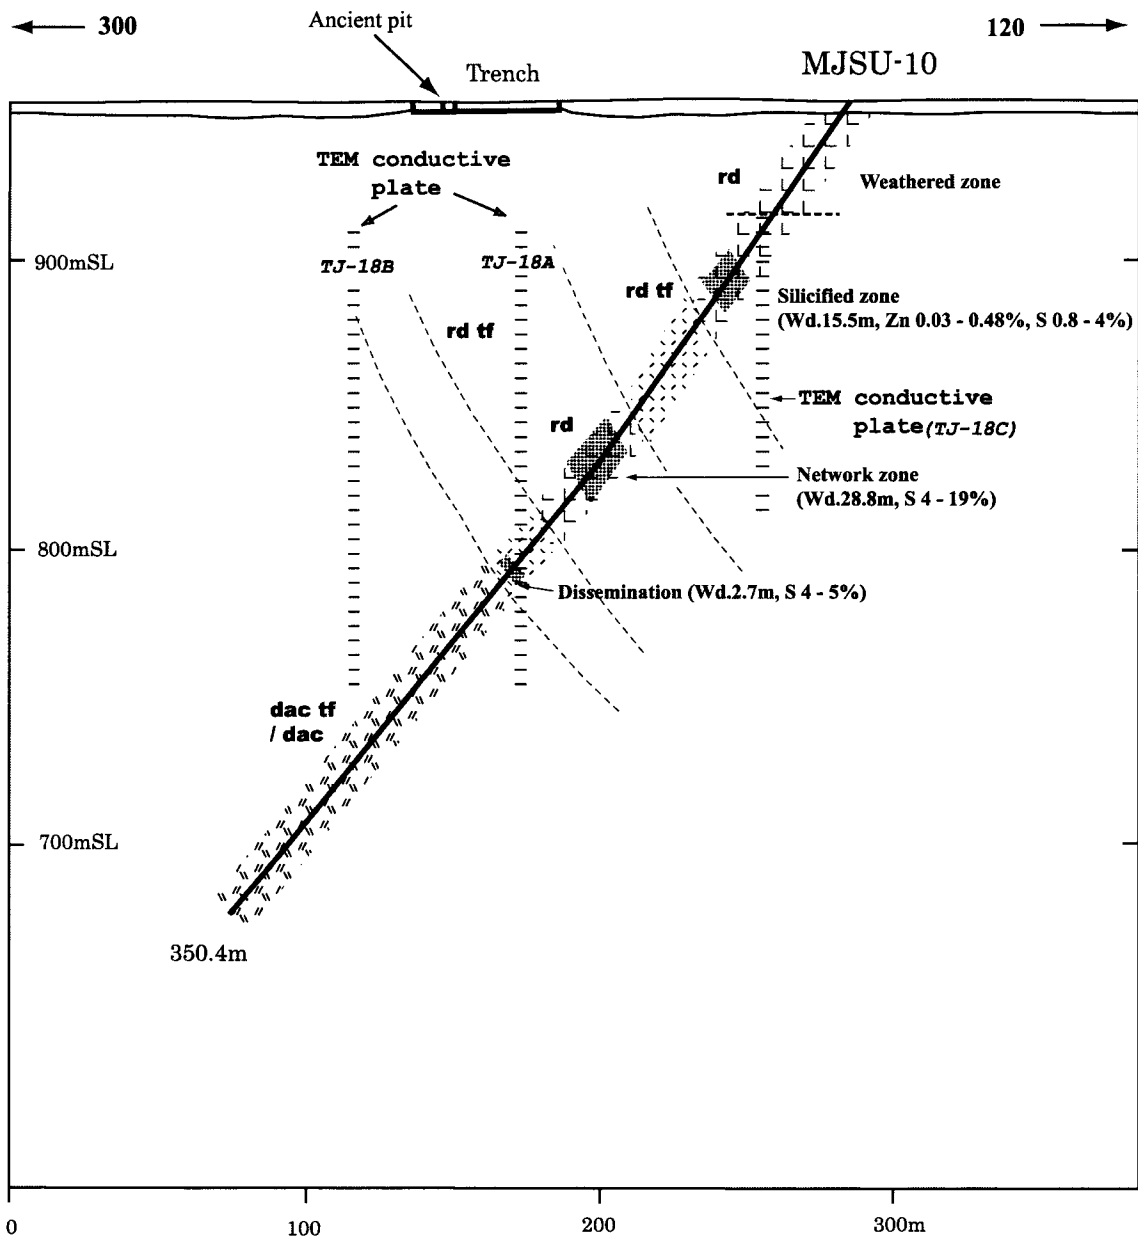 300
Ancient pit
120
Trench
MJSU-10
TEM conductive
plate
rd
Weathered zone
900mSL
TJ-18B
TJ-18A
rd tf
Silicified zone
(Wd.15.5m, Zn 0.03 - 0.48%, S 0.8 - 4%)
rd tf
TEM conductive
plate(TJ-18C)
rd
Network zone
(Wd.28.8m, S 4 - 19%)
800mSL
Dissemination (Wd.2.7m, S 4 - 5%)
dac tf
/ dac
700mSL
350.4m
0
100
200
300m